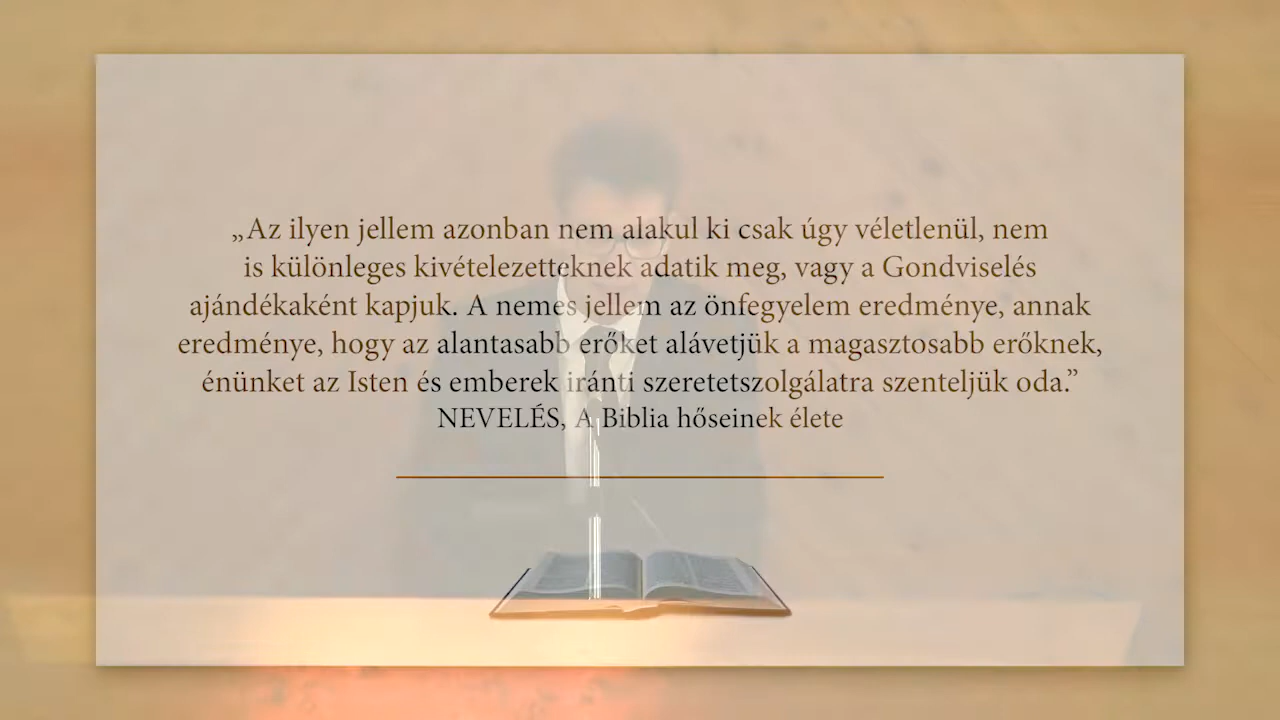 „Az ilyen jellem azonban nem alakul ki csak úgy véletlenül, nem
is különleges kivételezetteknek adatik meg, vagy a Gondviselés
ajándékaként kapjuk. A nemes jellem az önfegyelem eredménye, annak
eredménye, hogy az alantasabb erőket alávetjük a magasztosabb erőknek,
énünket az Isten és emberek iránti szeretetszolgálatra szenteljük oda.”
NEVELÉS, A Biblia hőseinek élete